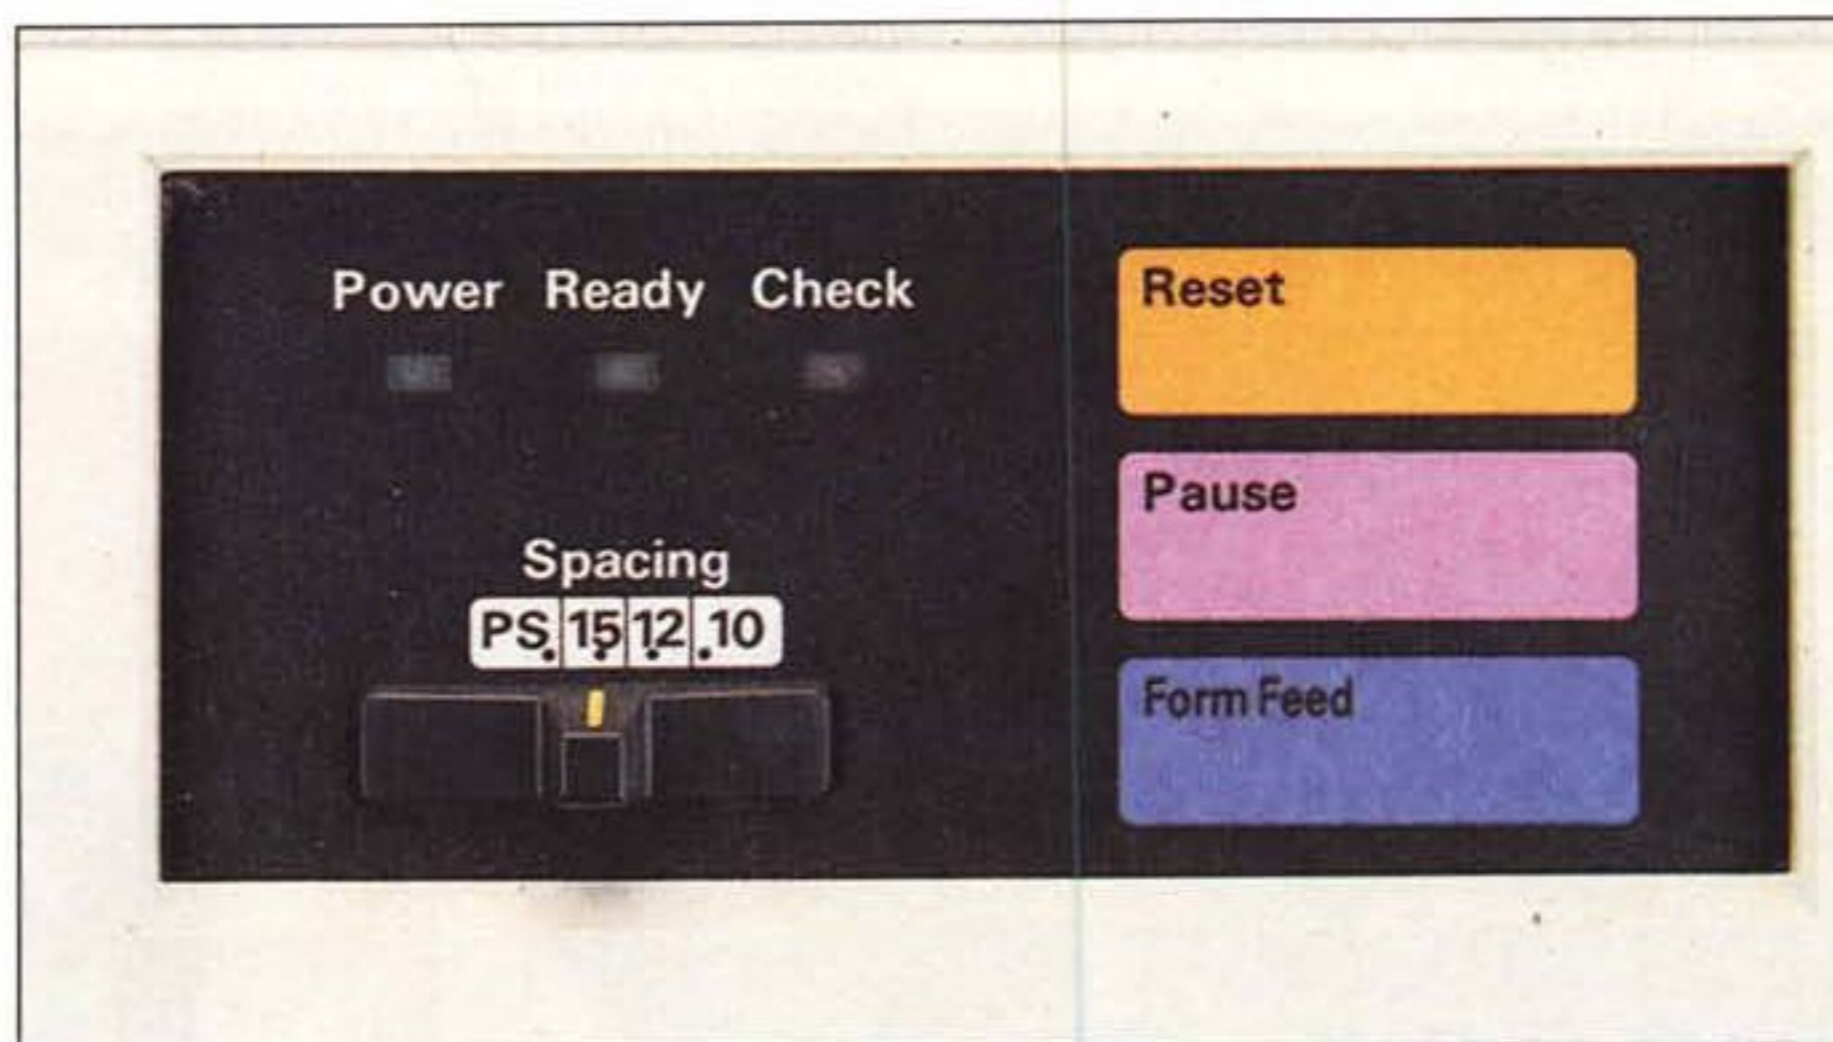 Power Ready Check
Spacing
PS 15 12 10
Reset
Pause
Form Feed